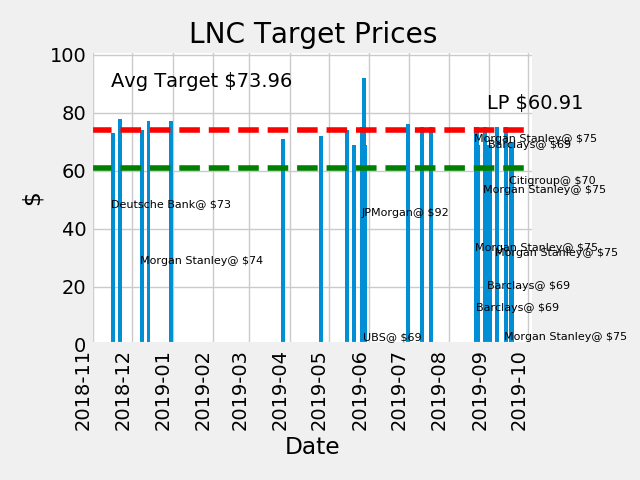 LNC Target Prices
100
80
60
40
20
0
$
Avg Target $73.96
LP $60.91
Morgan Stanley@ $75
Barclays@ $69
Citigroup@ $70
Morgan Stanley@ $75
Deutsche Bank@ $73
JPMorgan@ $92
Morgan Stanley@ $75
Morgan Stanley@ $75
Morgan Stanley@ $74
Barclays@ $69
Barclays@ $69
UBS@ $69
Morgan Stanley@ $75
2018-11
2018-12
2019-01
2019-02
2019-03
2019-04
2019-05
2019-06
2019-07
2019-08
2019-09
2019-10
Date